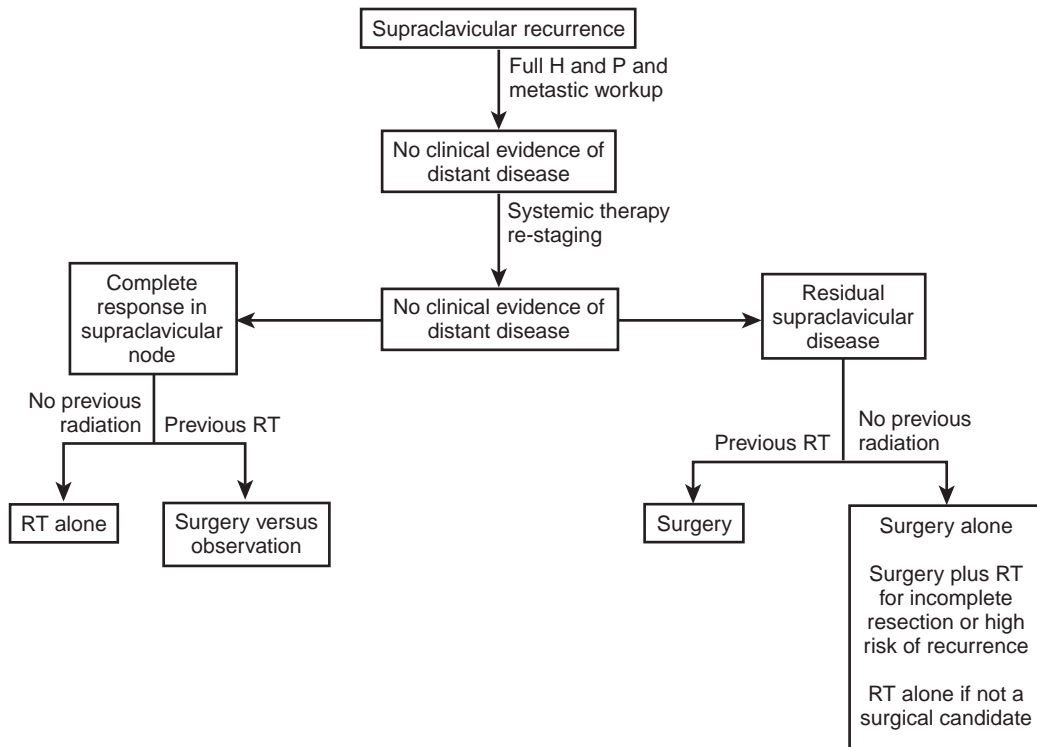 Supraclavicular recurrence
Full H and P and
metastic workup
No clinical evidence of
distant disease
Systemic therapy
re-staging
Complete
response in
supraclavicular
node
No clinical evidence of
distant disease
Residual
supraclavicular
disease
No previous
radiation
Previous RT
Previous RT
No previous
radiation
RT alone
Surgery versus
observation
Surgery
Surgery alone
Surgery plus RT
for incomplete
resection or high
risk of recurrence
RT alone if not a
surgical candidate